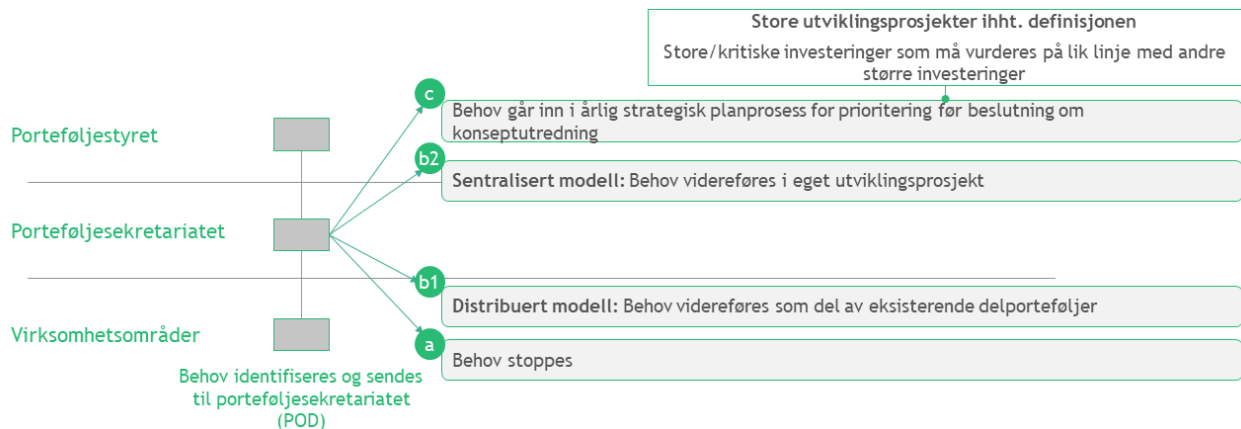 Store utviklingsprosjekter ihht. definisjonen
Store/kritiske investeringer som må vurderes på lik linje med andre
større investeringer
c
Behov går inn i årlig strategisk planprosess for prioritering før beslutning om
konseptutredning
Porteføljestyret
b2
Sentralisert modell: Behov videreføres i eget utviklingsprosjekt
Porteføljesekretariatet
b1
Distribuert modell: Behov videreføres som del av eksisterende delporteføljer
Virksomhetsområder
a
Behov stoppes
Behov identifiseres og sendes
til porteføljesekretariatet
(POD)